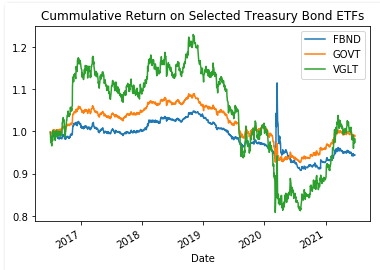 Cummulative Return on Selected Treasury Bond ETFs
FBND
GOVT
VGLT
1.2
1.1
1.0
0.9
0.8
2017
2018
2019
2020
2021
Date